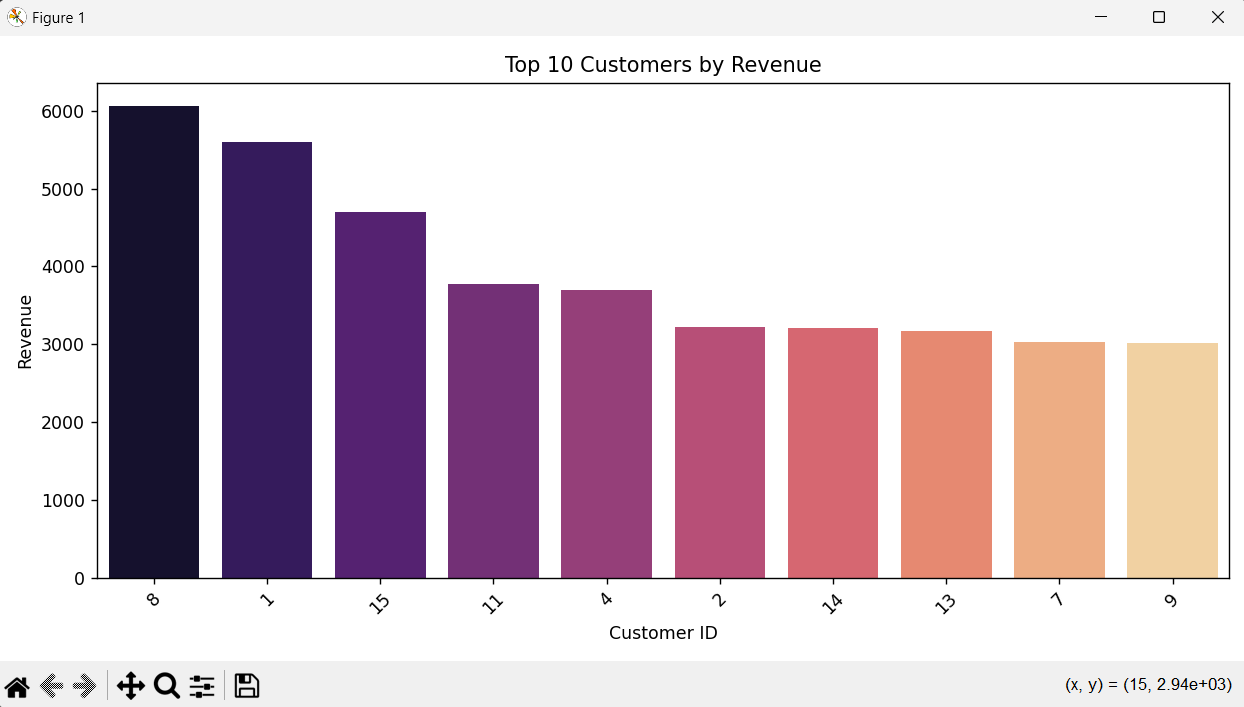 Figure 1
Top 10 Customers by Revenue
6000
5000
4000
3000
2000
1000
0
Revenue
8 1 15 11 4 2 14 13 7 9
Customer ID
(x, y) = (15, 2.94e+03)